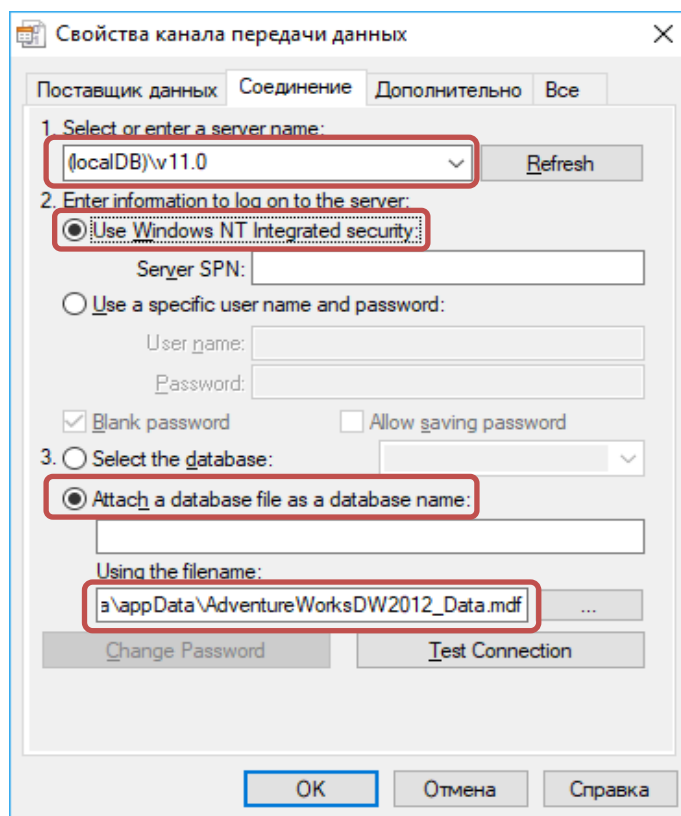 Свойства канала передачи данных
Поставщик данных Соединение Дополнительно Все
1. Select or enter a server name:
(localDB)\v11.0 Refresh
2. Enter information to log on to the server:
Use Windows NT Integrated security:
Server SPN:
Use a specific user name and password:
User name:
Password:
Blank password Allow saving password
3. Select the database:
Attach a database file as a database name:
Using the filename:
a\appData\AdventureWorksDW2012_Data.mdf ...
Change Password Test Connection
OK Отмена Справка